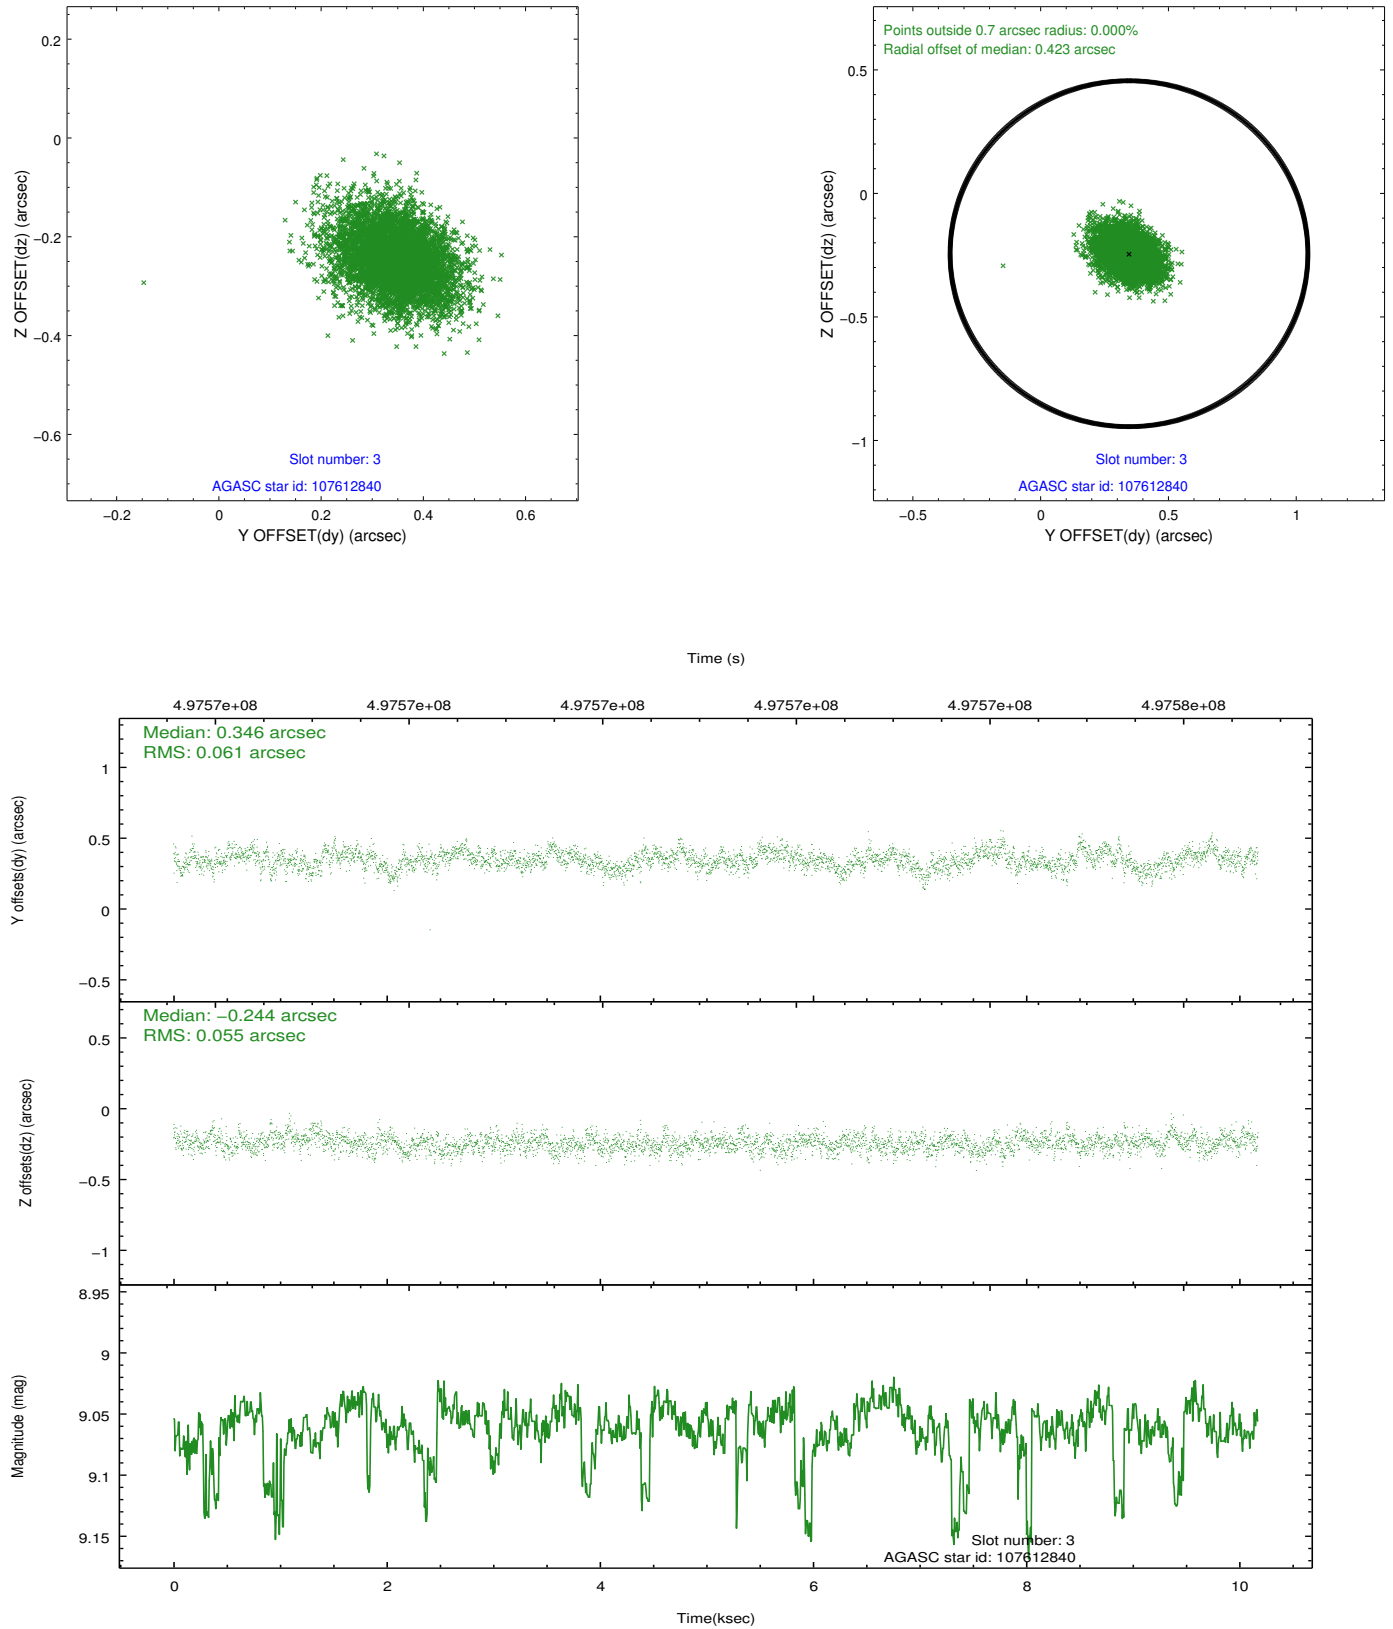 0.2
0
−0.2
−0.4
−0.6
Z OFFSET(dz) (arcsec)
Slot number: 3
AGASC star id: 107612840
−0.2 0 0.2 0.4 0.6
Y OFFSET(dy) (arcsec)
Points outside 0.7 arcsec radius: 0.000%
Radial offset of median: 0.423 arcsec
0.5
0
−0.5
−1
Z OFFSET(dz) (arcsec)
Slot number: 3
AGASC star id: 107612840
−0.5 0 0.5 1
Y OFFSET(dy) (arcsec)
Time (s)
4.9757e+08 4.9757e+08 4.9757e+08 4.9757e+08 4.9757e+08 4.9758e+08
Median: 0.346 arcsec
RMS: 0.061 arcsec
1
0.5
0
−0.5
Y offsets(dy) (arcsec)
Median: −0.244 arcsec
RMS: 0.055 arcsec
0.5
0
−0.5
−1
Z offsets(dz) (arcsec)
8.95
9
9.05
9.1
9.15
Magnitude (mag)
Slot number: 3
AGASC star id: 107612840
0 2 4 6 8 10
Time(ksec)